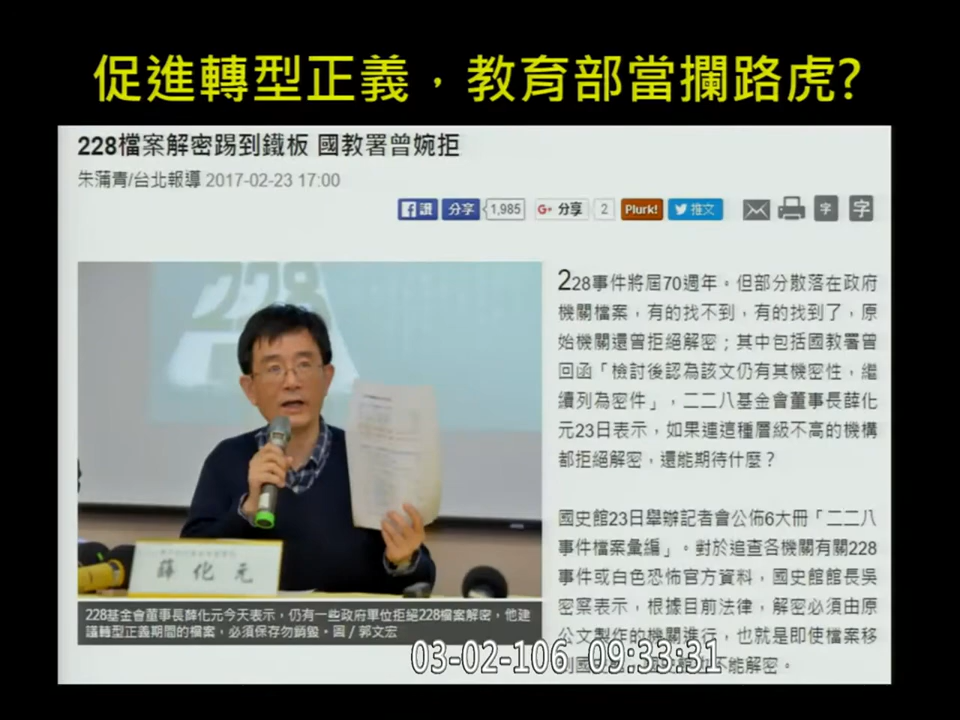 促進轉型正義，教育部當攔路虎?
228檔案解密踢到鐵板 國教署曾婉拒
朱蒲青/台北報導 2017-02-23 17:00
讚 分享 1,985 G+ 分享 2 Plurk! 推文 字 字
228
228事件將屆70週年。但部分散落在政府
機關檔案，有的找不到，有的找到了，原
始機關還曾拒絕解密；其中包括國教署曾
回函「檢討後認為該文仍有其機密性，繼
續列為密件」，二二八基金會董事長薛化
元23日表示，如果連這種層級不高的機構
都拒絕解密，還能期待什麼？
國史館23日舉辦記者會公佈6大冊「二二八
事件檔案彙編」。對於追查各機關有關228
事件或白色恐怖官方資料，國史館館長吳
密察表示，根據目前法律，解密必須由原
公文製作的機關進行，也就是即使檔案移
到國
不能解密。
薛化元
228基金會董事長薛化元今天表示，仍有一些政府單位拒絕228檔案解密，他建
議轉型正義期間的檔案，必須保存勿銷毀。圖／郭文宏
03-02-106 09:33:31